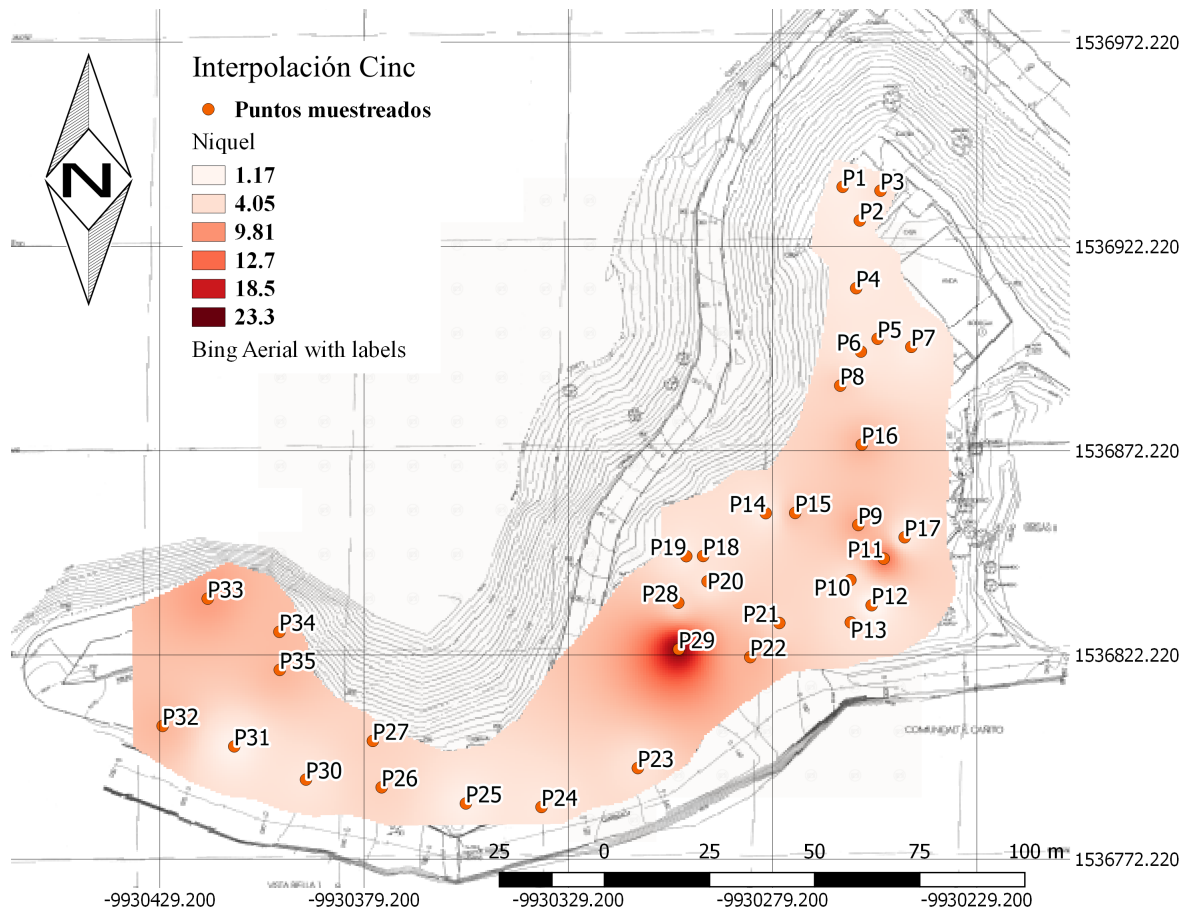 Interpolación Cinc
Puntos muestreados
Niquel
1.17
4.05
9.81
12.7
18.5
23.3
Bing Aerial with labels
N
1536972.220
1536922.220
1536872.220
1536822.220
1536772.220
P1
P3
P2
P4
P5
P6
P7
P8
P16
P14
P15
P9
P17
P11
P19
P18
P20
P10
P28
P12
P21
P13
P29
P22
P33
P34
P35
P32
P31
P27
P23
P30
P26
P25
P24
VISTA BELLA 1
25 0 25 50 75 100 m
-9930429.200 -9930379.200 -9930329.200 -9930279.200 -9930229.200